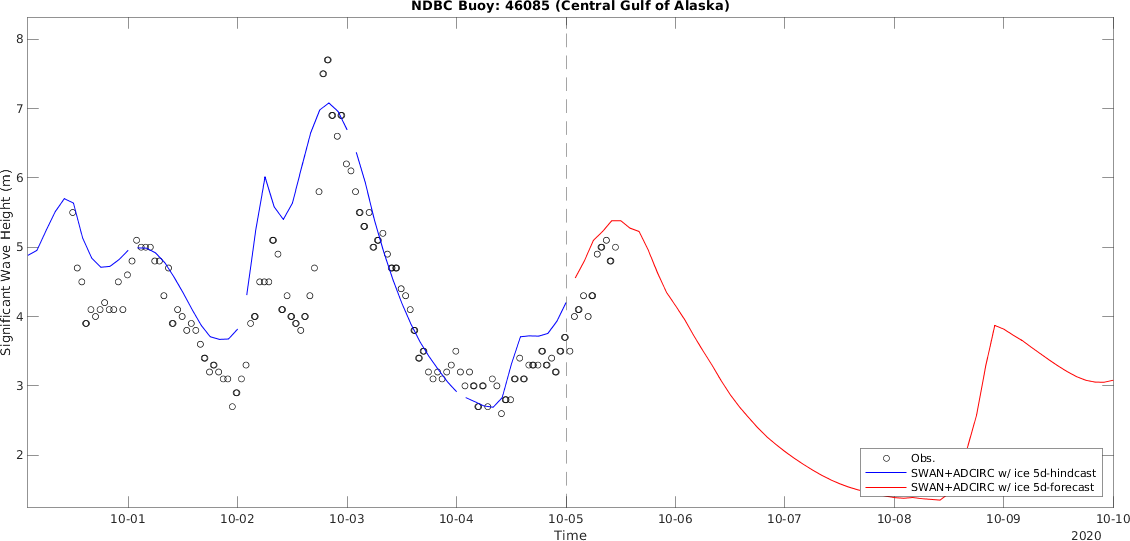 NDBC Buoy: 46085 (Central Gulf of Alaska)
8
7
6
5
4
3
2
Significant Wave Height (m)
Obs.
SWAN+ADCIRC w/ ice 5d-hindcast
SWAN+ADCIRC w/ ice 5d-forecast
10-01 10-02 10-03 10-04 10-05 10-06 10-07 10-08 10-09 10-10
Time
2020